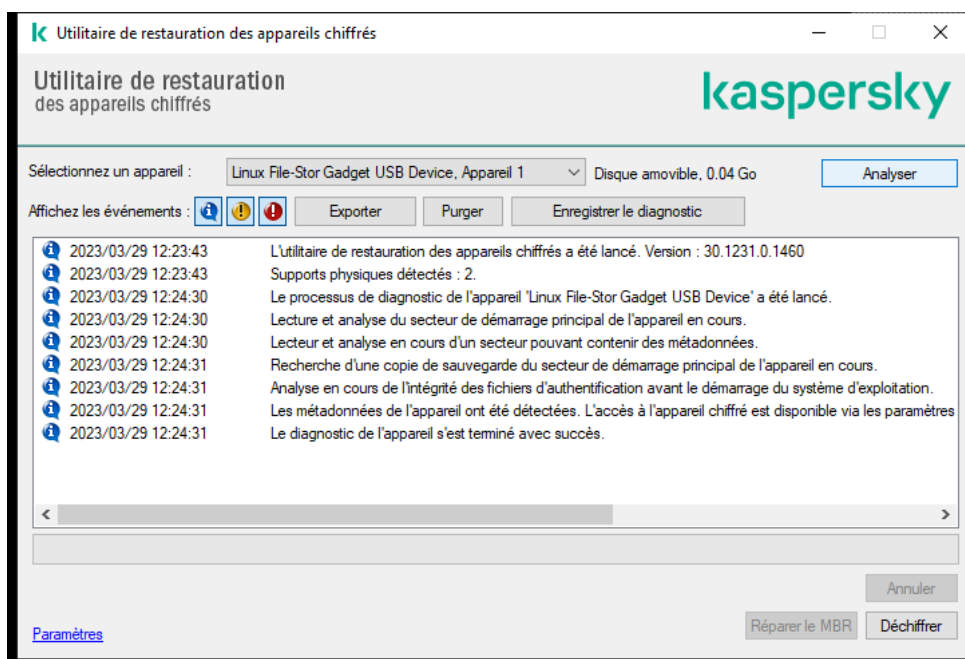 Utilitaire de restauration des appareils chiffrés
Utilitaire de restauration
des appareils chiffrés
kaspersky
Sélectionnez un appareil : Linux File-Stor Gadget USB Device, Appareil 1 Disque amovible, 0.04 Go Analyser
Affichez les événements : Exporter Purger Enregistrer le diagnostic
2023/03/29 12:23:43 L'utilitaire de restauration des appareils chiffrés a été lancé. Version : 30.1231.0.1460
2023/03/29 12:23:43 Supports physiques détectés : 2.
2023/03/29 12:24:30 Le processus de diagnostic de l'appareil 'Linux File-Stor Gadget USB Device' a été lancé.
2023/03/29 12:24:30 Lecture et analyse du secteur de démarrage principal de l'appareil en cours.
2023/03/29 12:24:30 Lecteur et analyse en cours d'un secteur pouvant contenir des métadonnées.
2023/03/29 12:24:31 Recherche d'une copie de sauvegarde du secteur de démarrage principal de l'appareil en cours.
2023/03/29 12:24:31 Analyse en cours de l'intégrité des fichiers d'authentification avant le démarrage du système d'exploitation.
2023/03/29 12:24:31 Les métadonnées de l'appareil ont été détectées. L'accès à l'appareil chiffré est disponible via les paramètres
2023/03/29 12:24:31 Le diagnostic de l'appareil s'est terminé avec succès.
Annuler
Paramètres Réparer le MBR Déchiffrer